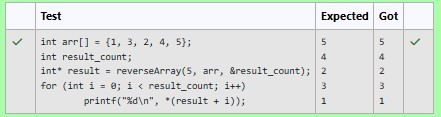 Test Expected Got
int arr[] = {1, 3, 2, 4, 5}; 5 5
int result_count; 4 4
int* result = reverseArray(5, arr, &result_count); 2 2
for (int i = 0; i < result_count; i++) 3 3
printf("%d\n", *(result + i)); 1 1